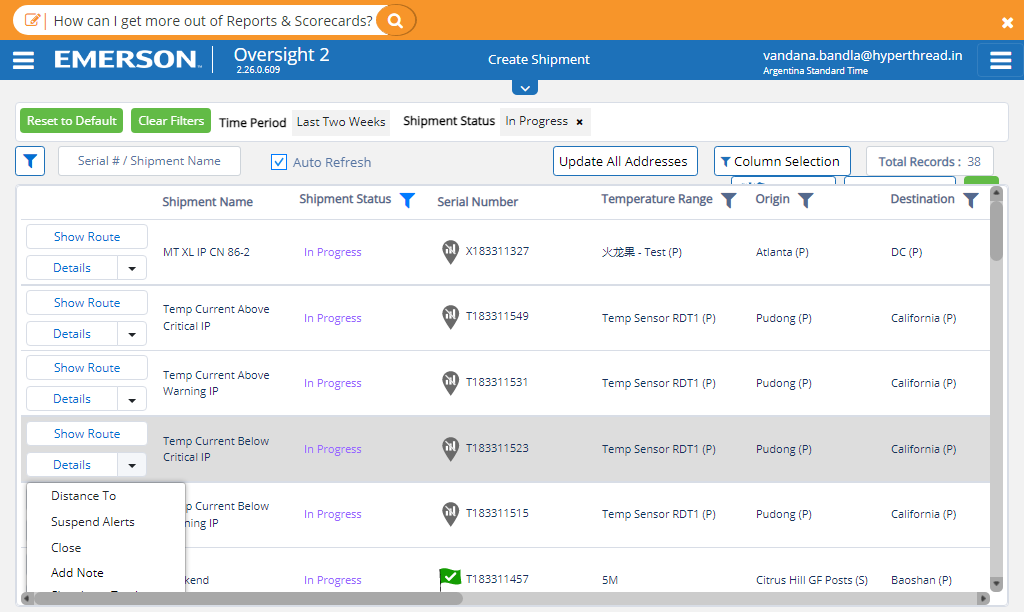 How can I get more out of Reports & Scorecards?
EMERSON
Oversight 2
2.26.0.609
Create Shipment
vandana.bandla@hyperthread.in
Argentina Standard Time
Reset to Default Clear Filters Time Period Last Two Weeks Shipment Status In Progress ×
Serial # / Shipment Name Auto Refresh Update All Addresses Column Selection Total Records : 38
Shipment Name Shipment Status Serial Number Temperature Range Origin Destination
Show Route
Details
MT XL IP CN 86-2 In Progress X183311327 火龙果 - Test (P) Atlanta (P) DC (P)
Show Route
Details
Temp Current Above
Critical IP
In Progress T183311549 Temp Sensor RDT1 (P) Pudong (P) California (P)
Show Route
Details
Temp Current Above
Warning IP
In Progress T183311531 Temp Sensor RDT1 (P) Pudong (P) California (P)
Show Route
Details
Temp Current Below
Critical IP
In Progress T183311523 Temp Sensor RDT1 (P) Pudong (P) California (P)
Distance To
Suspend Alerts
Close
Add Note
p Current Below
ning IP
In Progress T183311515 Temp Sensor RDT1 (P) Pudong (P) California (P)
kend In Progress T183311457 5M Citrus Hill GF Posts (S) Baoshan (P)